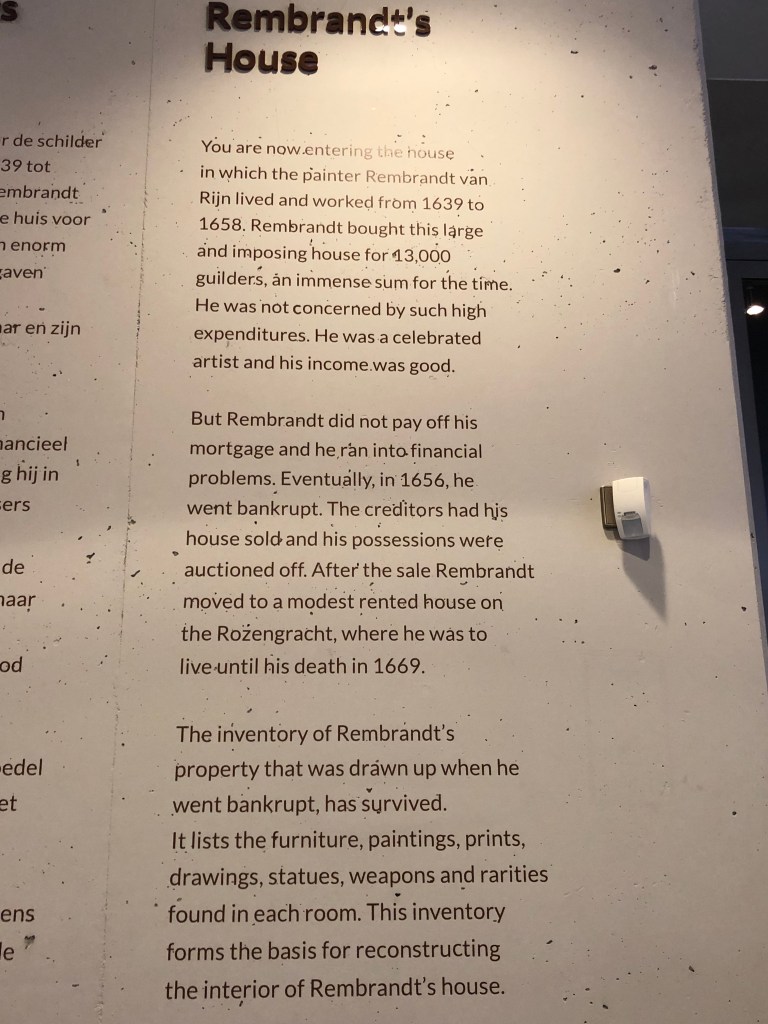 s
r de schilder
39 tot
embrandt
e huis voor
n enorm
gaven
aar en zijn
n
nancieel
g hij in
sers
de
naar
od
oedel
et
ens
le
Rembrandt's
House
You are now entering the house
in which the painter Rembrandt van
Rijn lived and worked from 1639 to
1658. Rembrandt bought this large
and imposing house for 13,000
guilders, an immense sum for the time.
He was not concerned by such high
expenditures. He was a celebrated
artist and his income was good.
But Rembrandt did not pay off his
mortgage and he ran into financial
problems. Eventually, in 1656, he
went bankrupt. The creditors had his
house sold and his possessions were
auctioned off. After the sale Rembrandt
moved to a modest rented house on
the Rozengracht, where he was to
live until his death in 1669.
The inventory of Rembrandt's
property that was drawn up when he
went bankrupt, has survived.
It lists the furniture, paintings, prints,
drawings, statues, weapons and rarities
found in each room. This inventory
forms the basis for reconstructing
the interior of Rembrandt's house.